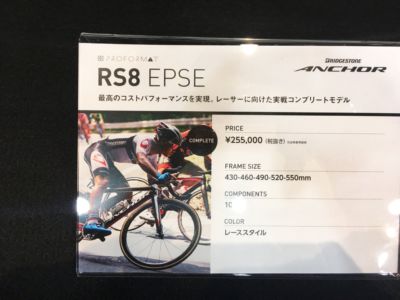 PROFORMAT
RS8 EPSE
BRIDGESTONE
ANCHOR
最高のコストパフォーマンスを実現。レーサーに向けた実戦コンプリートモデル
COMPLETE
PRICE
¥255,000 (税抜き)
FRAME SIZE
430-460-490-520-550mm
COMPONENTS
1C
COLOR
レーススタイル